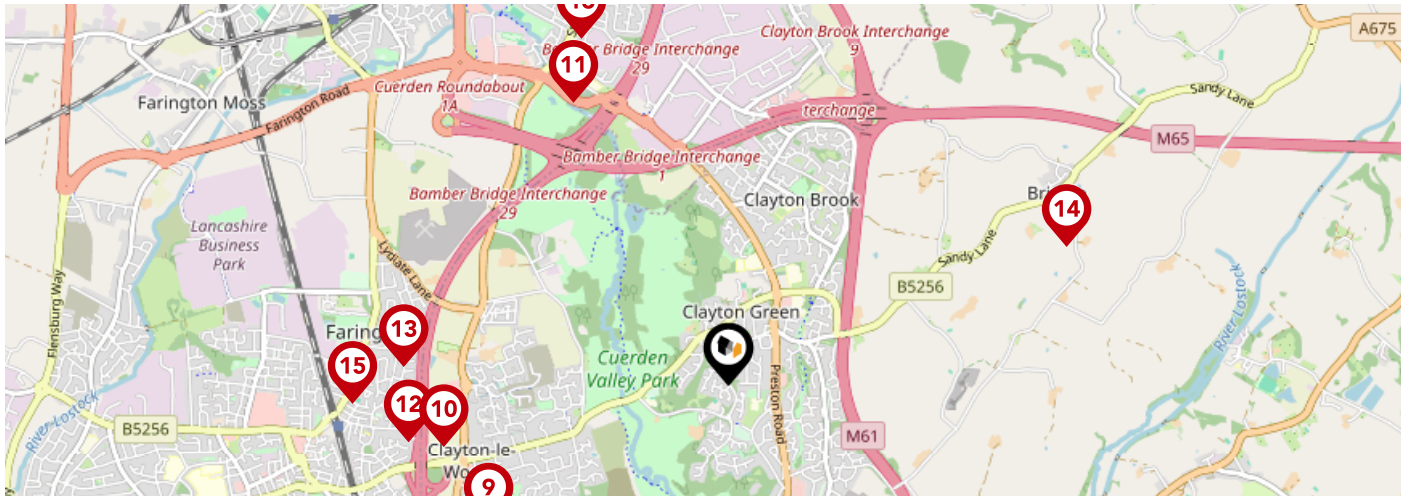 11
Bamber Bridge Interchange
29
Clayton Brook Interchange
9
A675
Cuerden Roundabout
1A
Farington Moss
Farington Road
Sandy Lane
terchange
M65
Bamber Bridge Interchange
1
Bamber Bridge Interchange
29
Clayton Brook
14
Lancashire
Business
Park
Lydiate Lane
Sandy Lane
B5256
River Lostock
Flensburg Way
Clayton Green
13
15
Cuerden
Valley Park
Preston Road
12
10
River Lostock
B5256
M61
Clayton-le-
9